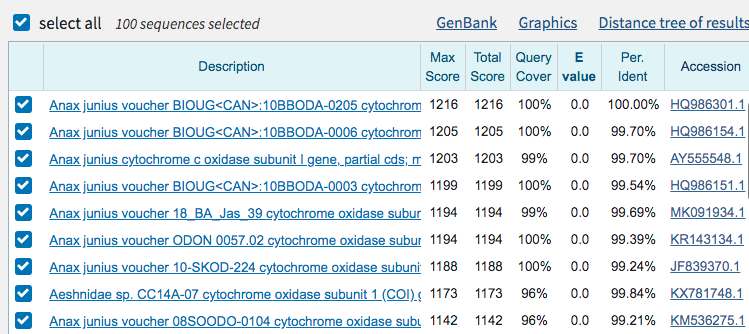 select all 100 sequences selected GenBank Graphics Distance tree of results
Description Max Score Total Score Query Cover E value Per. Ident Accession
Anax junius voucher BIOUG<CAN>:10BBODA-0205 cytochrom 1216 1216 100% 0.0 100.00% HQ986301.1
Anax junius voucher BIOUG<CAN>:10BBODA-0006 cytochrom 1205 1205 100% 0.0 99.70% HQ986154.1
Anax junius cytochrome c oxidase subunit I gene, partial cds; m 1203 1203 99% 0.0 99.70% AY555548.1
Anax junius voucher BIOUG<CAN>:10BBODA-0003 cytochrom 1199 1199 100% 0.0 99.54% HQ986151.1
Anax junius voucher 18_BA_Jas_39 cytochrome oxidase subur 1194 1194 99% 0.0 99.69% MK091934.1
Anax junius voucher ODON 0057.02 cytochrome oxidase subu 1194 1194 100% 0.0 99.39% KR143134.1
Anax junius voucher 10-SKOD-224 cytochrome oxidase subuni 1188 1188 100% 0.0 99.24% JF839370.1
Aeshnidae sp. CC14A-07 cytochrome oxidase subunit 1 (COI) g 1173 1173 96% 0.0 99.84% KX781748.1
Anax junius voucher 08SOODO-0104 cytochrome oxidase subu 1142 1142 96% 0.0 99.21% KM536275.1